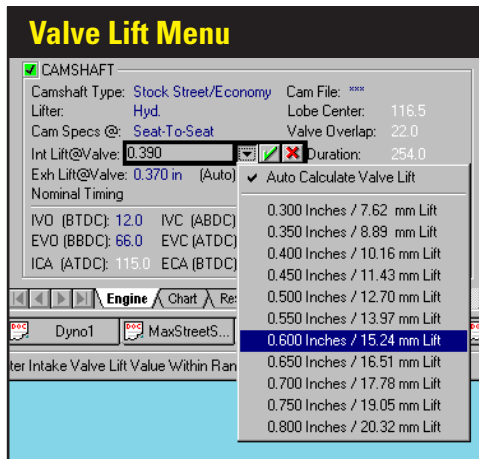 Valve Lift Menu
CAMSHAFT
Camshaft Type: Stock Street/Economy Cam File: ***
Lifter: Hyd. Lobe Center: 116.5
Cam Specs @: Seat-To-Seat Valve Overlap: 22.0
Int Lift@Valve: 0.390 Duration: 254.0
Exh Lift@Valve: 0.370 in (Auto)
Nominal Timing
IVO (BTDC): 12.0 IVC (ABDC)
EVO (BBDC): 66.0 EVC (ATDC)
ICA (ATDC): 115.0 ECA (BTDC)
Auto Calculate Valve Lift
0.300 Inches / 7.62 mm Lift
0.350 Inches / 8.89 mm Lift
0.400 Inches / 10.16 mm Lift
0.450 Inches / 11.43 mm Lift
0.500 Inches / 12.70 mm Lift
0.550 Inches / 13.97 mm Lift
0.600 Inches / 15.24 mm Lift
0.650 Inches / 16.51 mm Lift
0.700 Inches / 17.78 mm Lift
0.750 Inches / 19.05 mm Lift
0.800 Inches / 20.32 mm Lift
Engine Chart Re
DOC Dyno1 DOC MaxStreetS...
ter Intake Valve Lift Value Within Ran